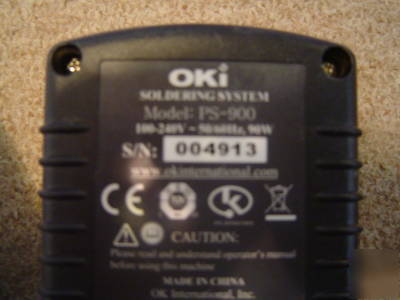 OKi
SOLDERING SYSTEM
Model: PS-900
100-240V ~ 50/60Hz, 90W
S/N: 004913
www.okinternational.com
CE
CAUTION:
Please read and understand operator's manual
before using this machine
MADE IN CHINA
OK International, Inc.